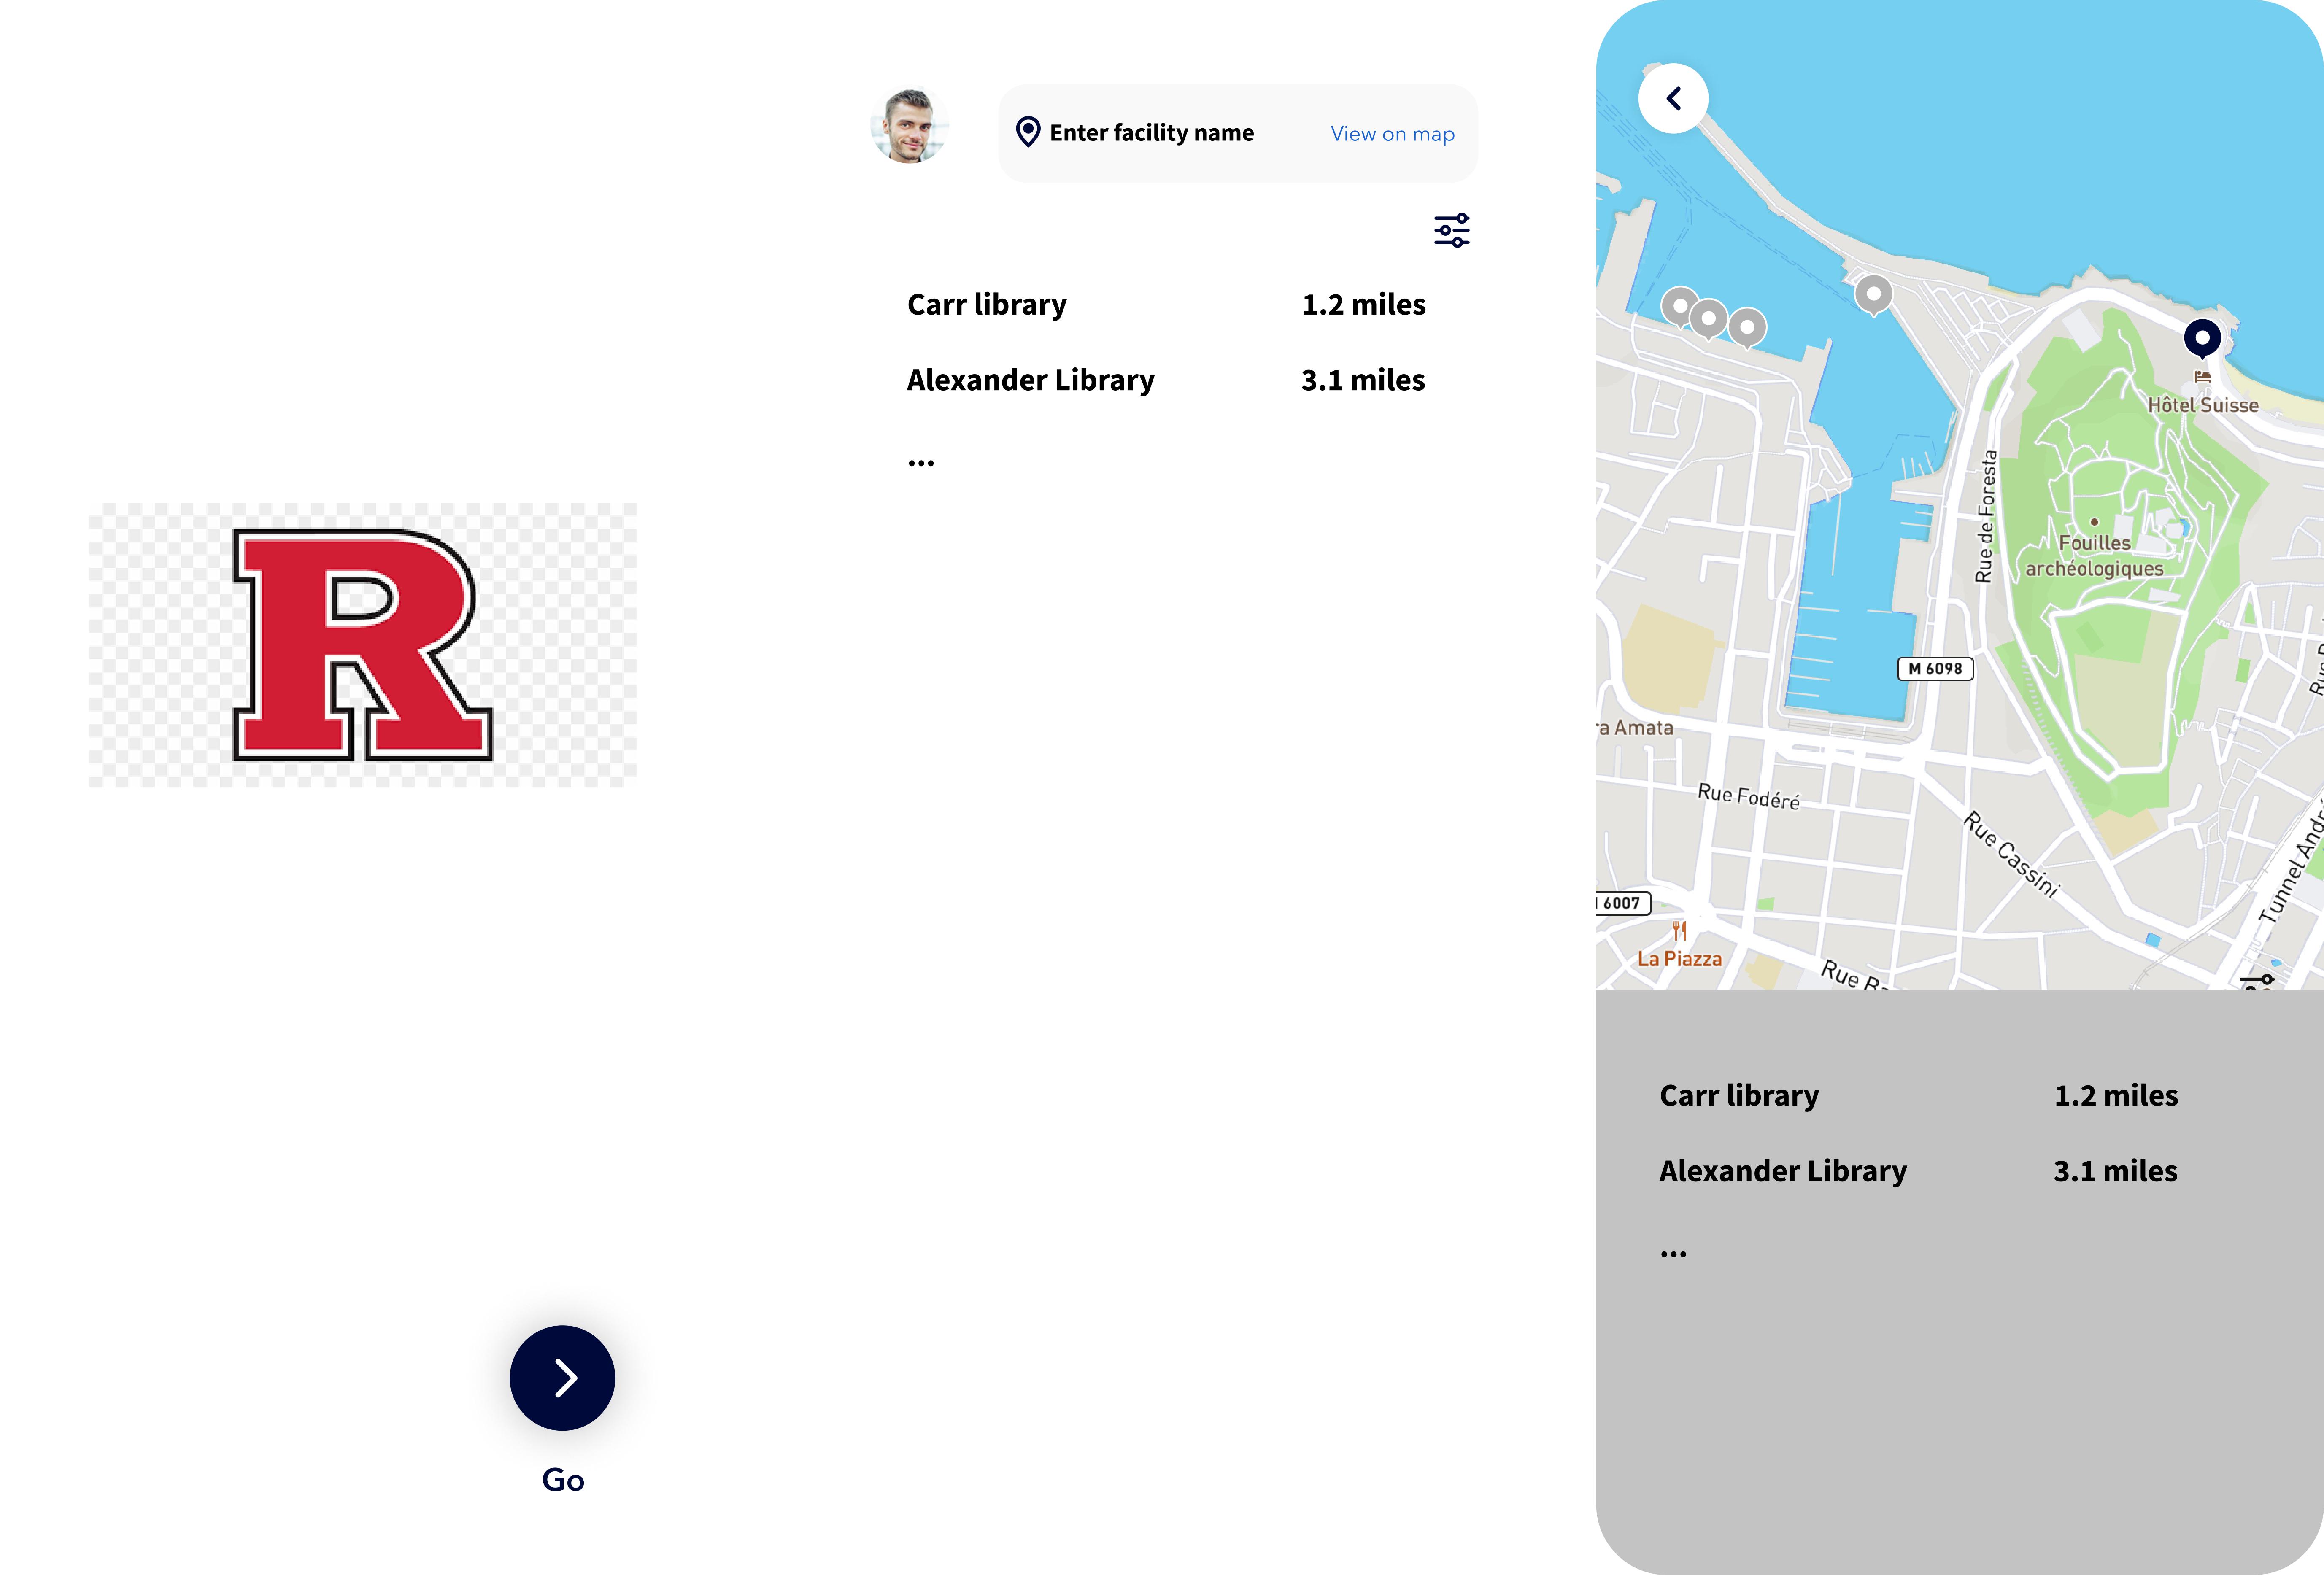 R
Go
Enter facility name
View on map
Carr library 1.2 miles
Alexander Library 3.1 miles
...
Hôtel Suisse
Rue de Foresta
Fouilles
archéologiques
M 6098
ra Amata
Rue Fodéré
Rue Cassini
6007
La Piazza
Rue
Tunnel André
Carr library 1.2 miles
Alexander Library 3.1 miles
...